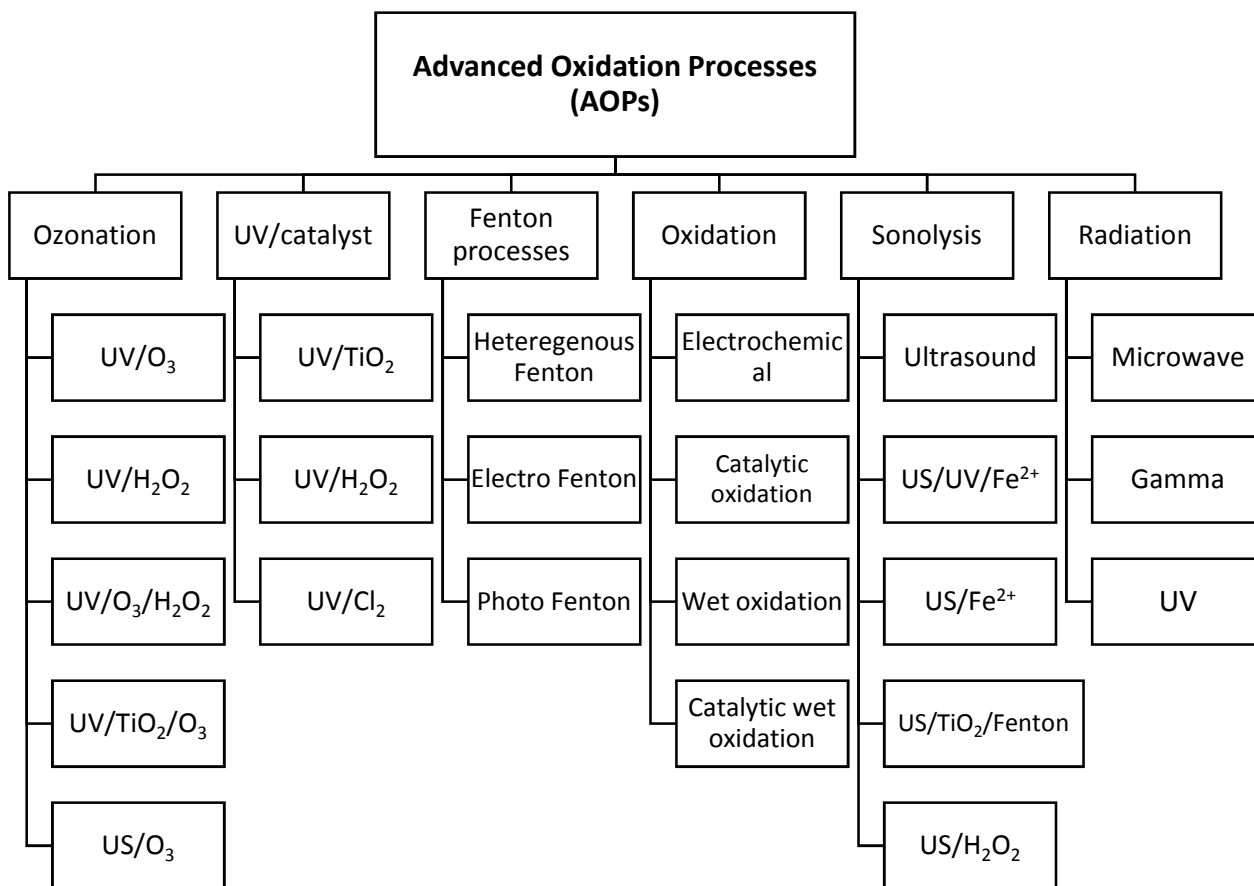 Advanced Oxidation Processes
(AOPs)
Ozonation
UV/O₃
UV/H₂O₂
UV/O₃/H₂O₂
UV/TiO₂/O₃
US/O₃
UV/catalyst
UV/TiO₂
UV/H₂O₂
UV/Cl₂
Fenton
processes
Heteregenous
Fenton
Electro Fenton
Photo Fenton
Oxidation
Electrochemic
al
Catalytic
oxidation
Wet oxidation
Catalytic wet
oxidation
Sonolysis
Ultrasound
US/UV/Fe²⁺
US/Fe²⁺
US/TiO₂/Fenton
US/H₂O₂
Radiation
Microwave
Gamma
UV